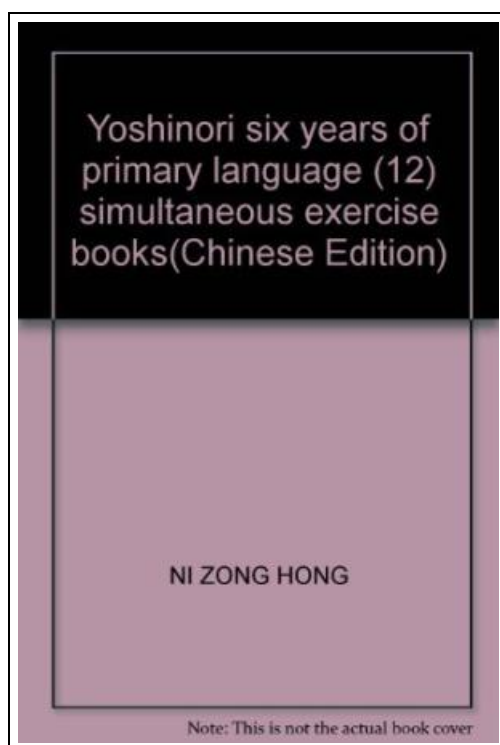 Yoshinori six years of
primary language (12)
simultaneous exercise
books(Chinese Edition)
NI ZONG HONG
Note: This is not the actual book cover